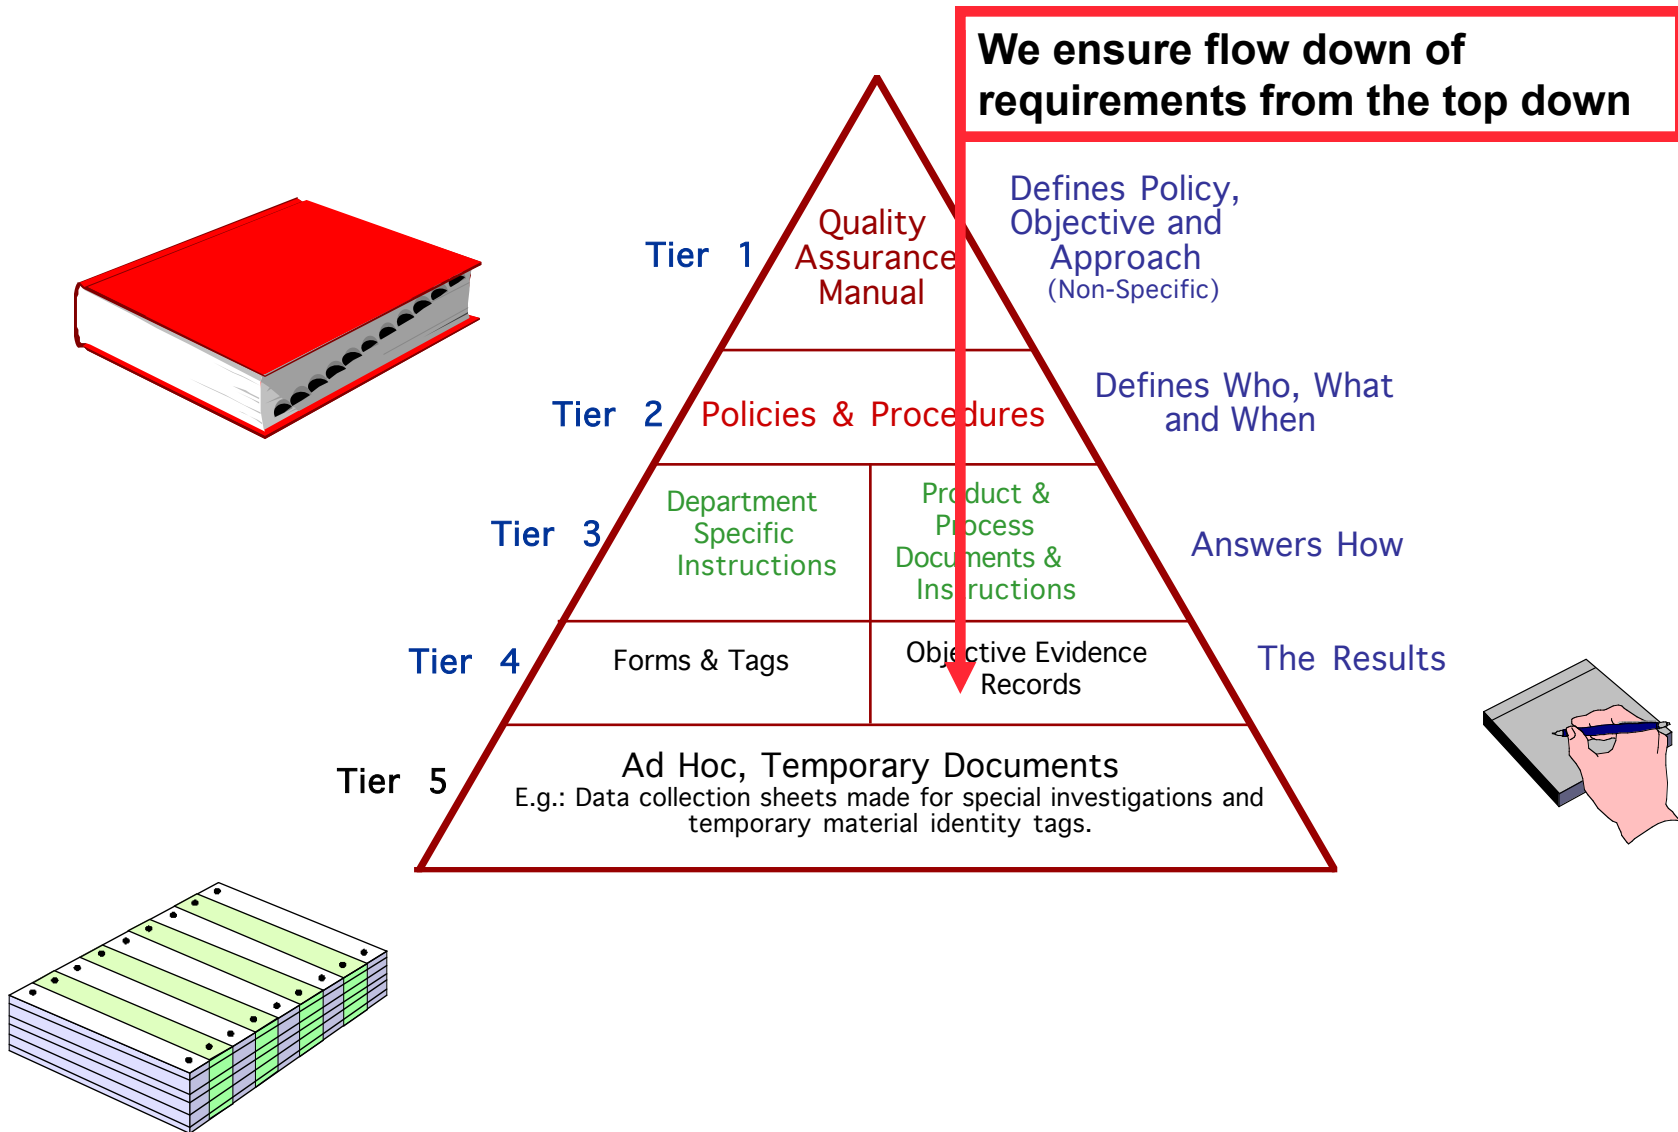 We ensure flow down of
requirements from the top down
Tier 1
Quality
Assurance
Manual
Defines Policy,
Objective and
Approach
(Non-Specific)
Tier 2
Policies & Procedures
Defines Who, What
and When
Tier 3
Department
Specific
Instructions
Product &
Process
Documents &
Instructions
Answers How
Tier 4
Forms & Tags
Objective Evidence
Records
The Results
Tier 5
Ad Hoc, Temporary Documents
E.g.: Data collection sheets made for special investigations and
temporary material identity tags.